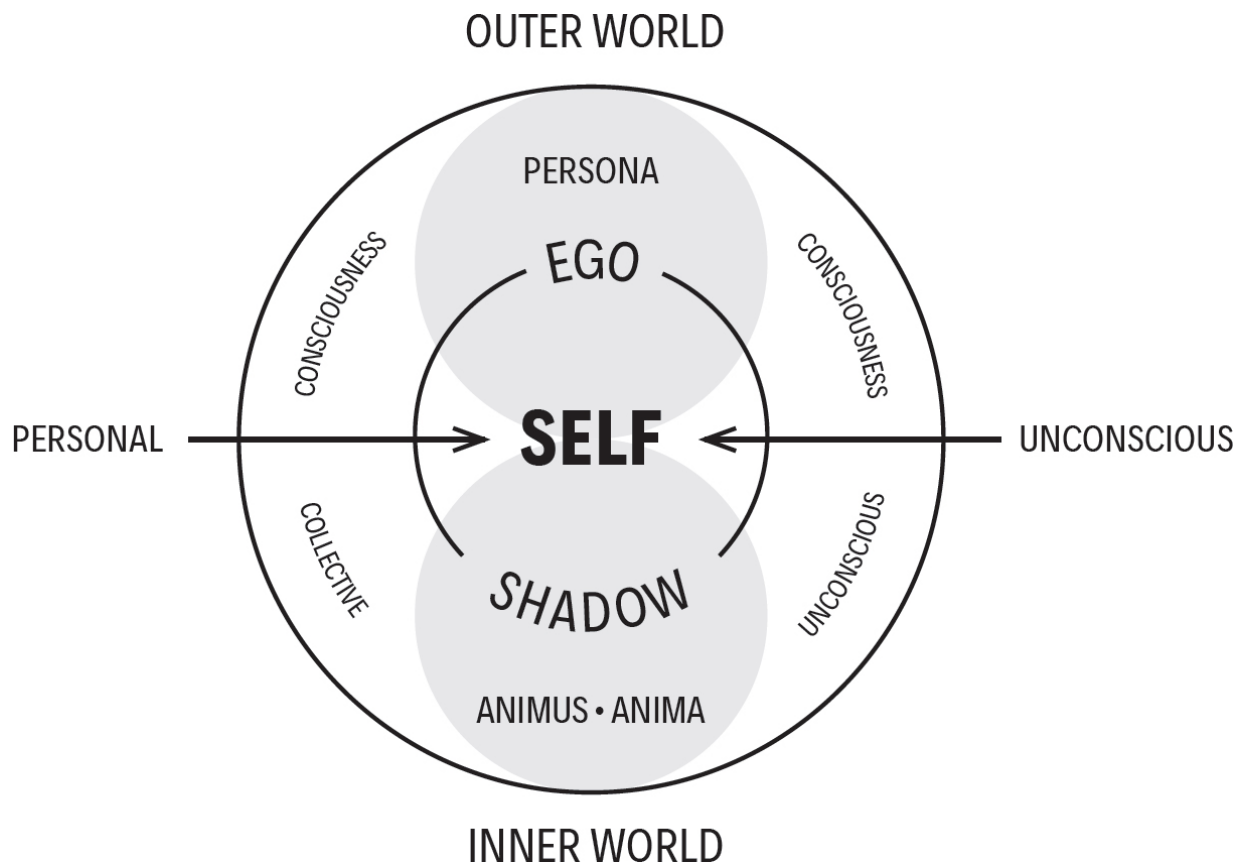 OUTER WORLD
PERSONA
EGO
CONSCIOUSNESS
CONSCIOUSNESS
PERSONAL
SELF
UNCONSCIOUS
COLLECTIVE
UNCONSCIOUS
SHADOW
ANIMUS • ANIMA
INNER WORLD